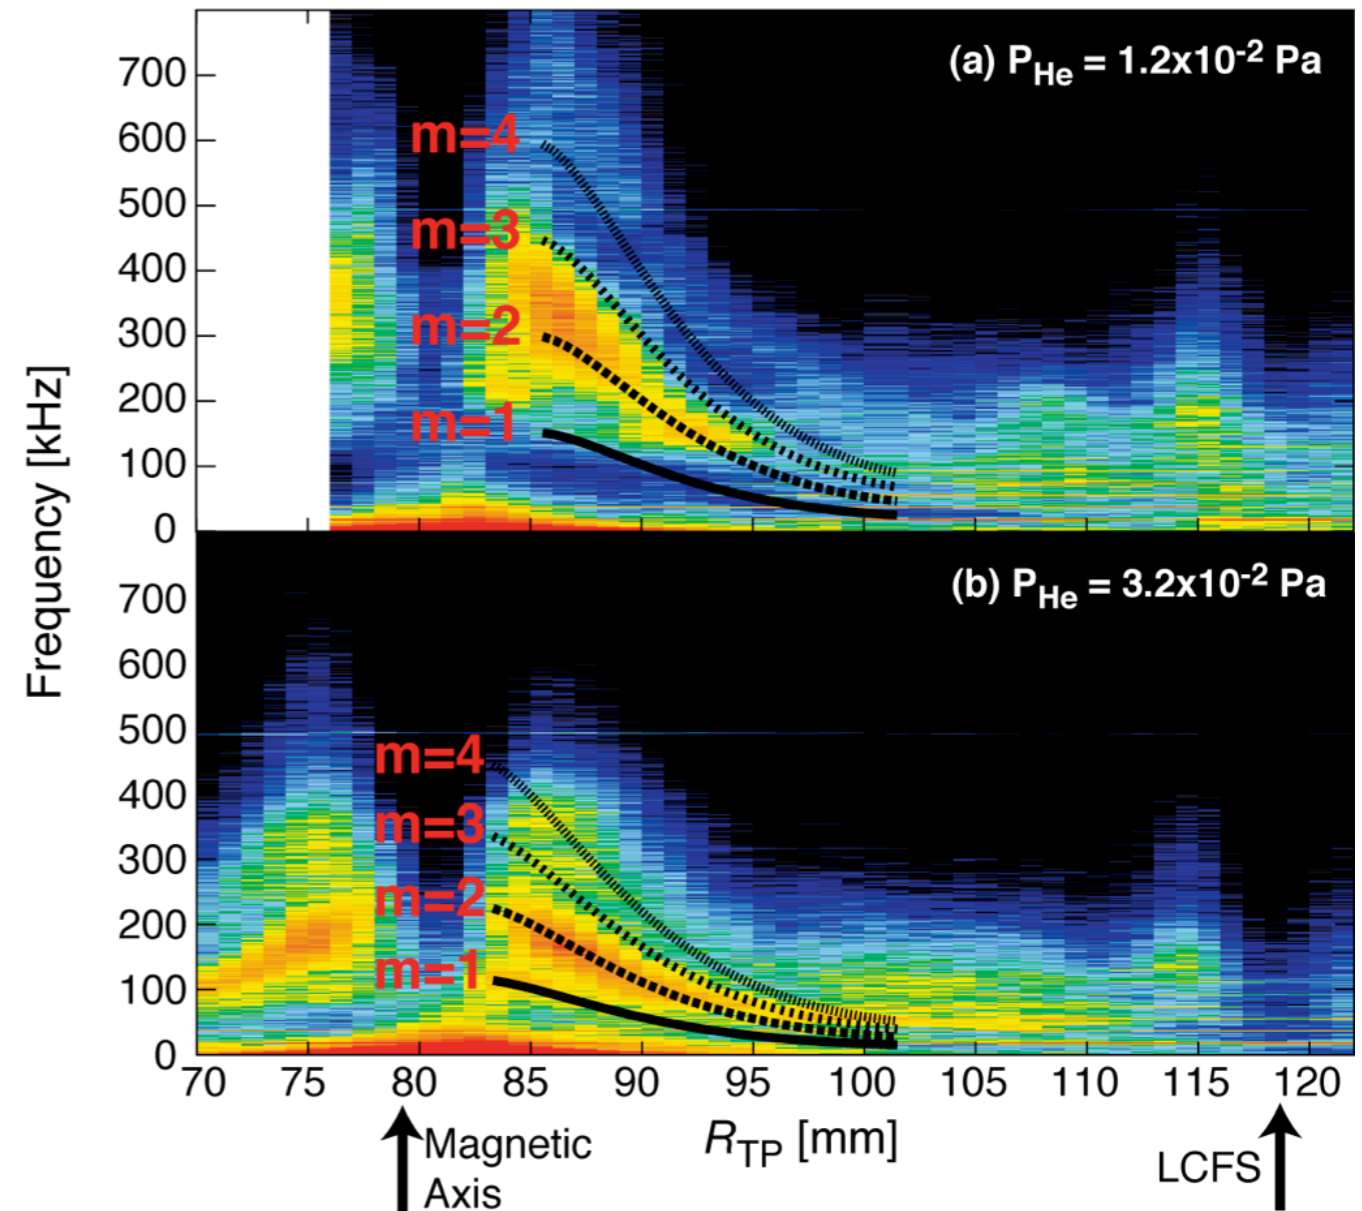 Frequency [kHz]
(a) P_He = 1.2x10^-2 Pa
700
600
500
400
300
200
100
0
m=4
m=3
m=2
m=1
(b) P_He = 3.2x10^-2 Pa
700
600
500
400
300
200
100
0
m=4
m=3
m=2
m=1
70 75 80 85 90 95 100 105 110 115 120
R_TP [mm]
Magnetic
Axis
LCFS